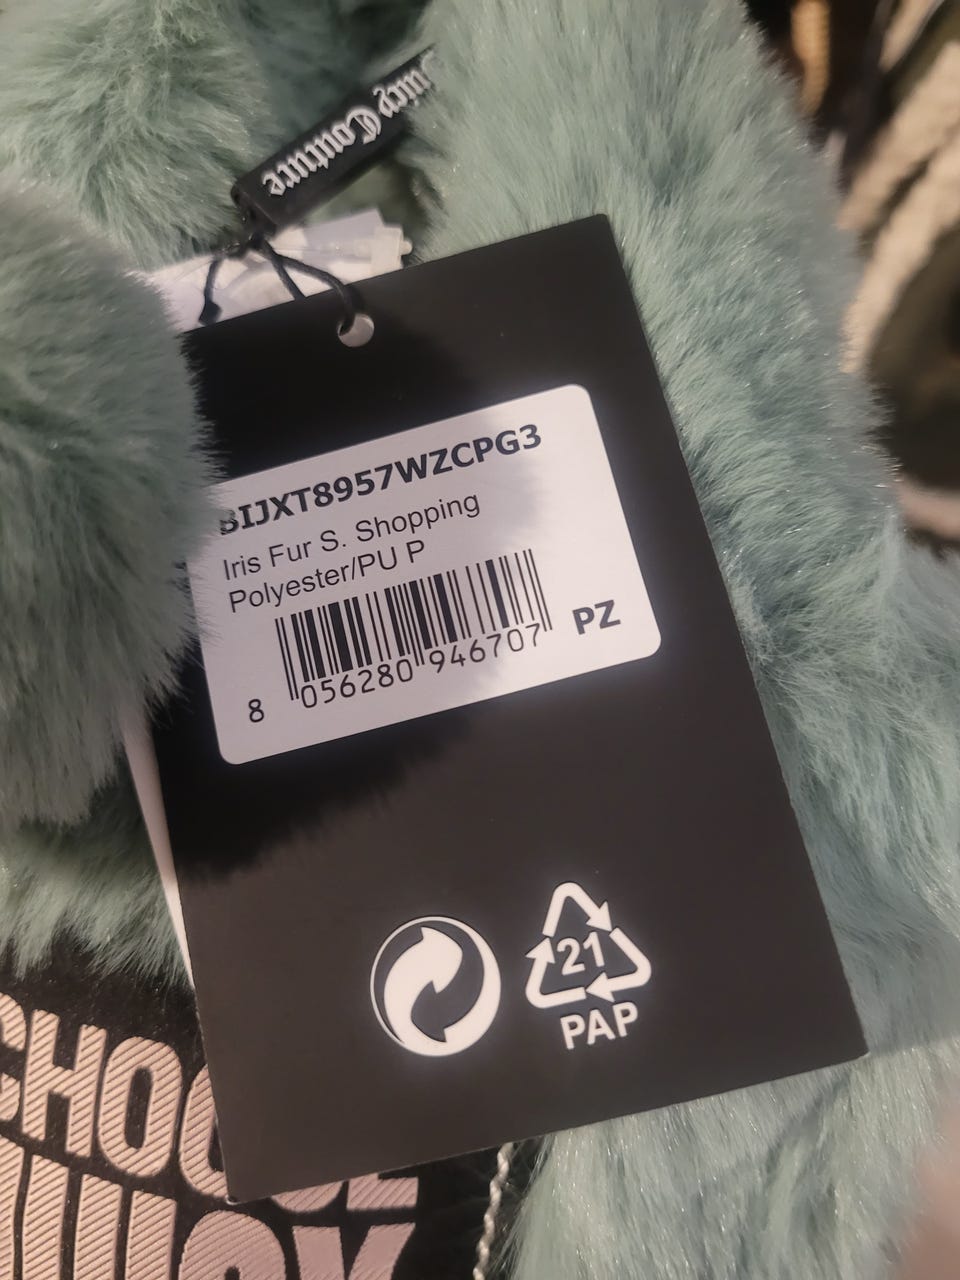 Juicy Couture
BIJXT8957WZCPG3
Iris Fur S. Shopping
Polyester/PU P
PZ
8 056280 946707
21
PAP